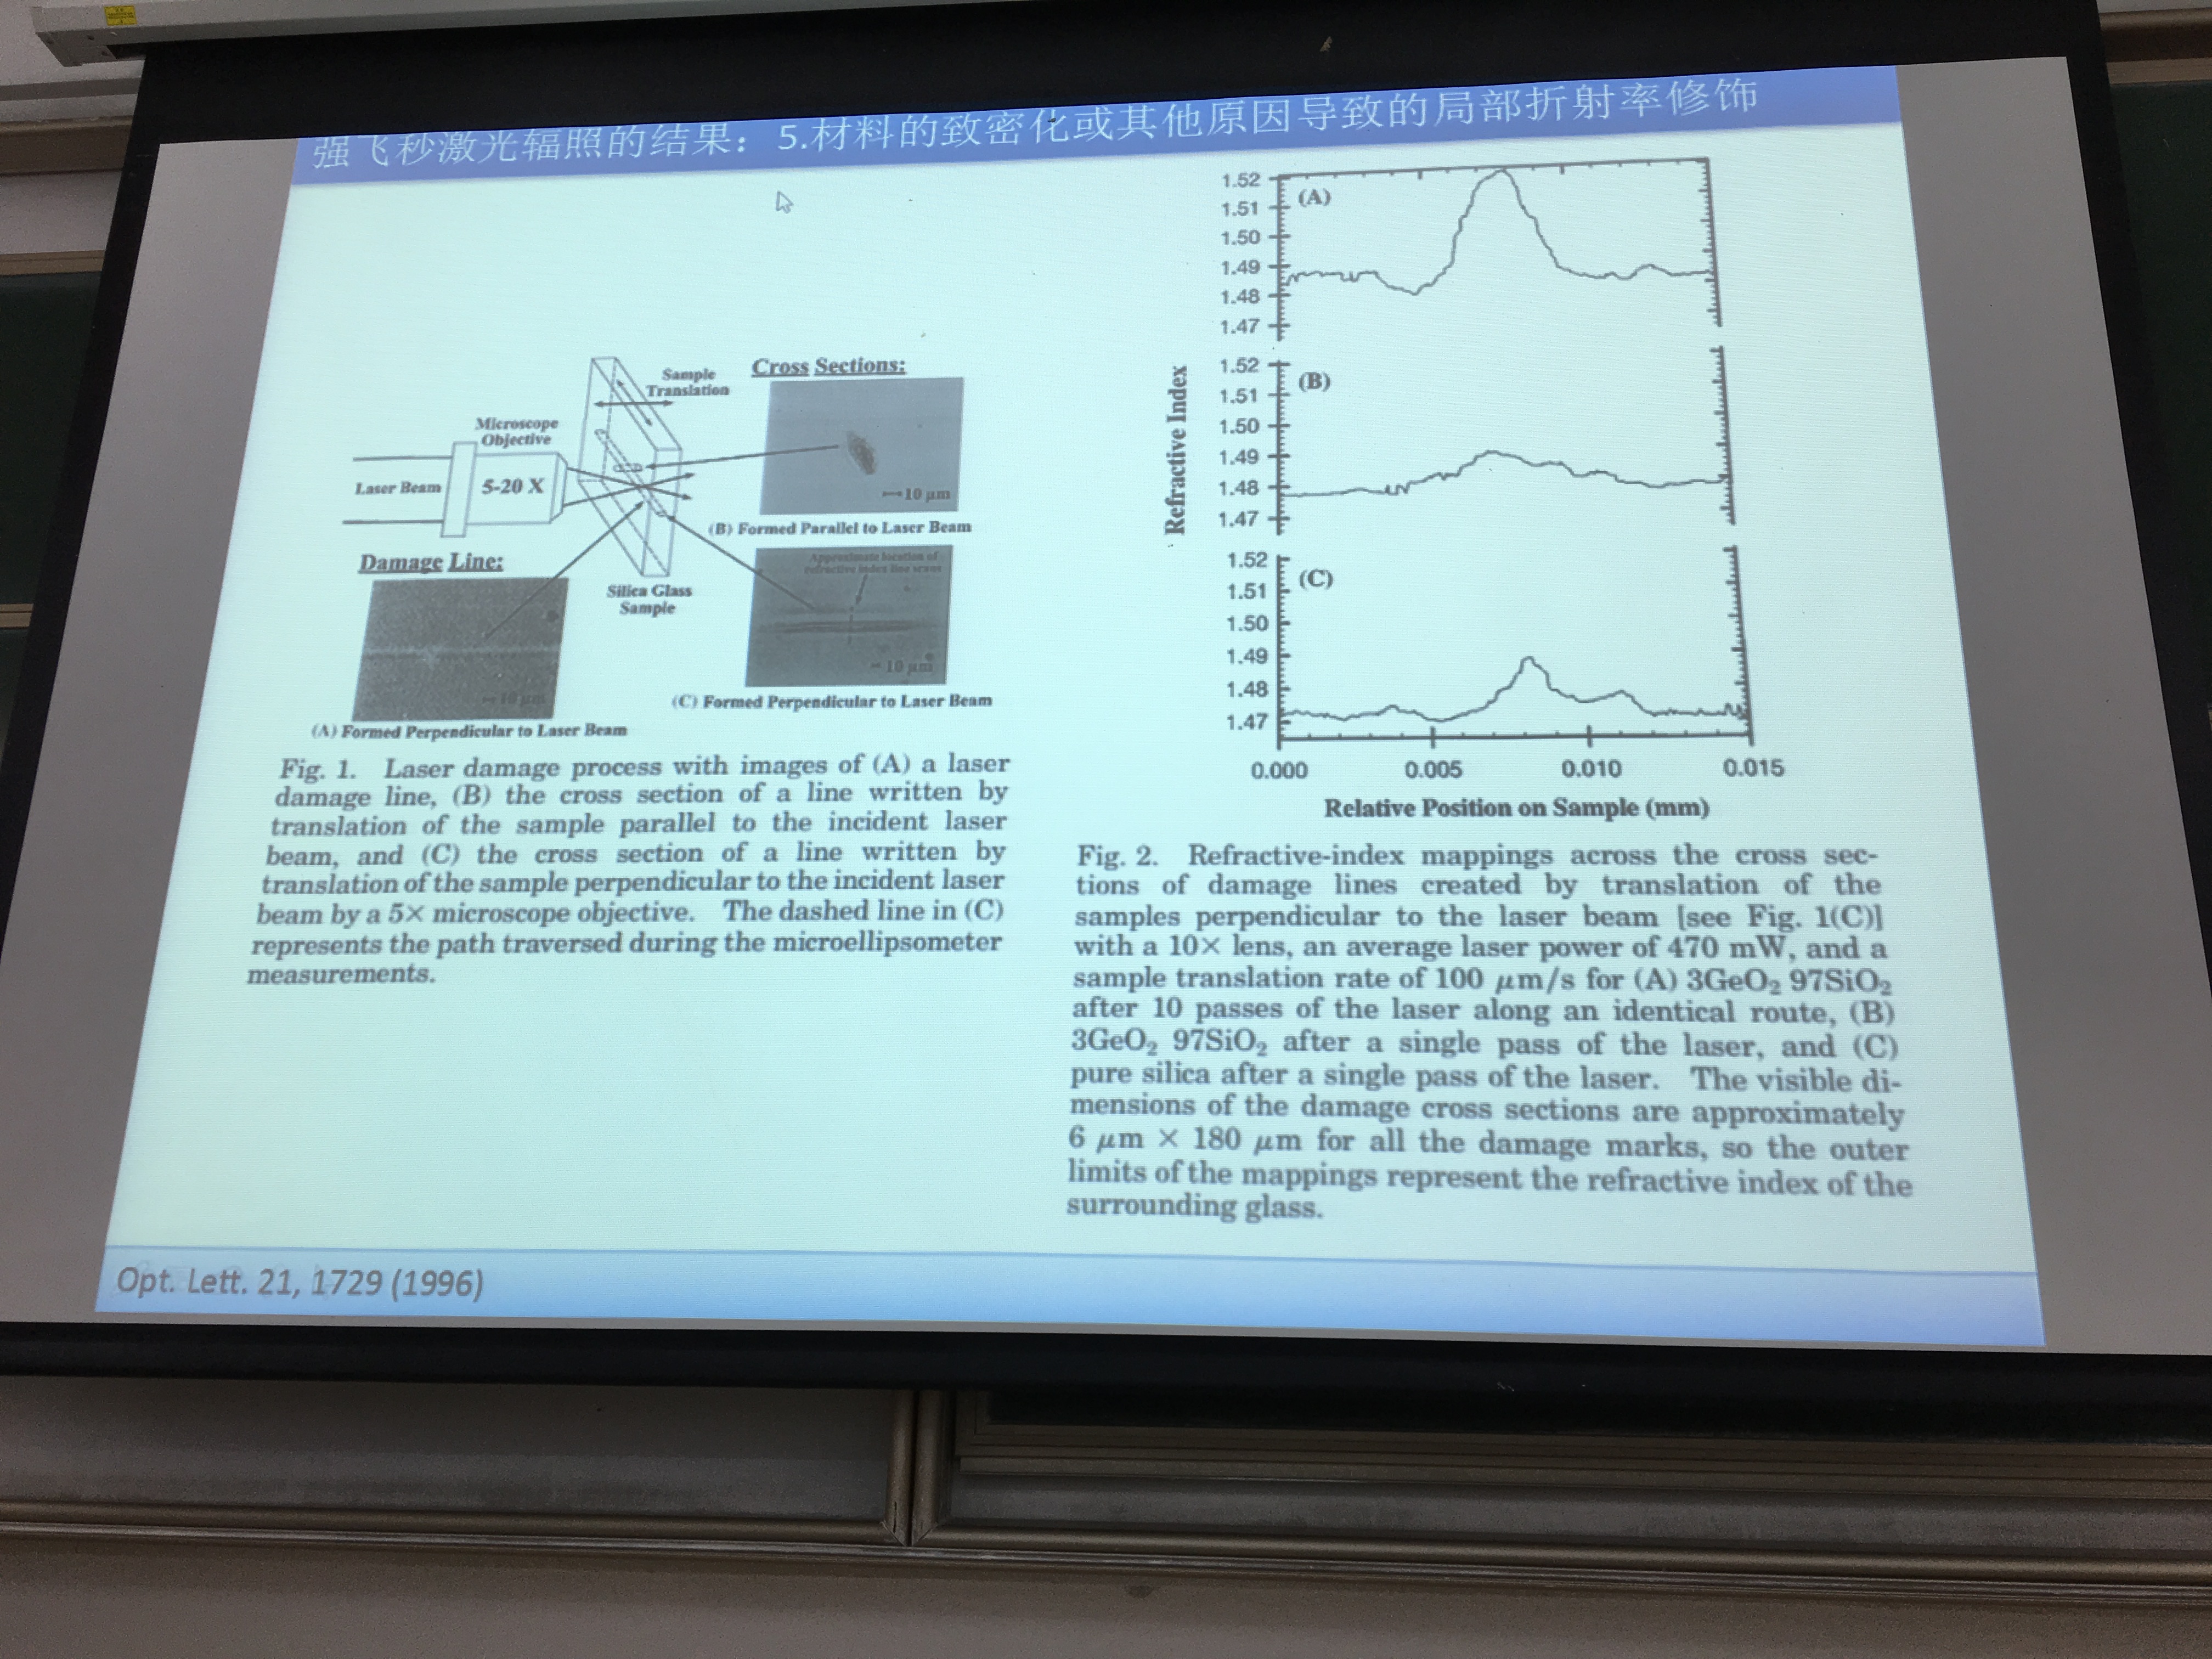 强飞秒激光辐照的结果：5.材料的致密化或其他原因导致的局部折射率修饰
Sample
Translation
Cross Sections:
Microscope
Objective
Laser Beam
5-20 X
10 μm
(B) Formed Parallel to Laser Beam
Damage Line:
Silica Glass
Sample
Approximate location of
refractive index line scans
10 μm
10 μm
(C) Formed Perpendicular to Laser Beam
(A) Formed Perpendicular to Laser Beam
Fig. 1. Laser damage process with images of (A) a laser
damage line, (B) the cross section of a line written by
translation of the sample parallel to the incident laser
beam, and (C) the cross section of a line written by
translation of the sample perpendicular to the incident laser
beam by a 5× microscope objective. The dashed line in (C)
represents the path traversed during the microellipsometer
measurements.
Refractive Index
1.52
1.51
1.50
1.49
1.48
1.47
(A)
1.52
1.51
1.50
1.49
1.48
1.47
(B)
1.52
1.51
1.50
1.49
1.48
1.47
(C)
0.000 0.005 0.010 0.015
Relative Position on Sample (mm)
Fig. 2. Refractive-index mappings across the cross sec-
tions of damage lines created by translation of the
samples perpendicular to the laser beam [see Fig. 1(C)]
with a 10× lens, an average laser power of 470 mW, and a
sample translation rate of 100 μm/s for (A) 3GeO₂ 97SiO₂
after 10 passes of the laser along an identical route, (B)
3GeO₂ 97SiO₂ after a single pass of the laser, and (C)
pure silica after a single pass of the laser. The visible di-
mensions of the damage cross sections are approximately
6 μm × 180 μm for all the damage marks, so the outer
limits of the mappings represent the refractive index of the
surrounding glass.
Opt. Lett. 21, 1729 (1996)